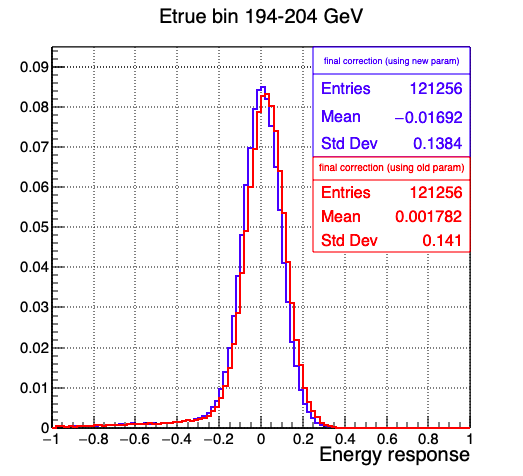 Etrue bin 194-204 GeV
final correction (using new param)
Entries 121256
Mean −0.01692
Std Dev 0.1384
final correction (using old param)
Entries 121256
Mean 0.001782
Std Dev 0.141
0.09
0.08
0.07
0.06
0.05
0.04
0.03
0.02
0.01
0
−1 −0.8 −0.6 −0.4 −0.2 0 0.2 0.4 0.6 0.8 1
Energy response